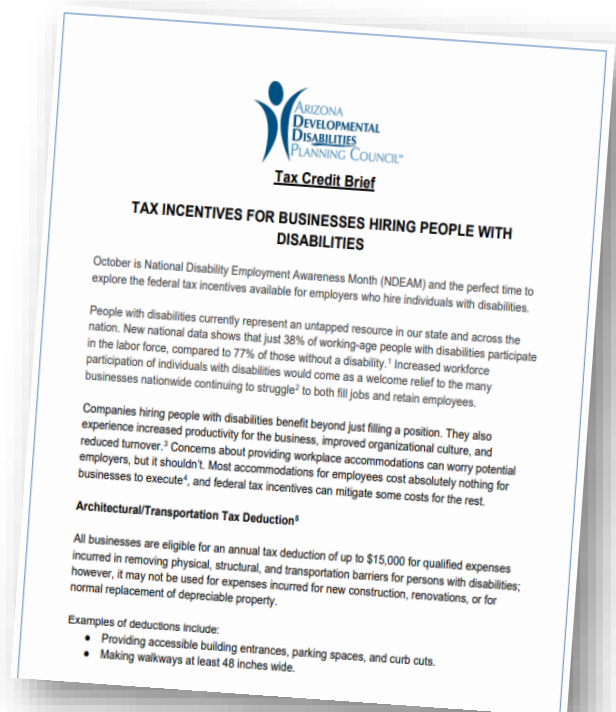 ARIZONA
DEVELOPMENTAL
DISABILITIES
PLANNING COUNCIL℠
Tax Credit Brief
TAX INCENTIVES FOR BUSINESSES HIRING PEOPLE WITH
DISABILITIES
October is National Disability Employment Awareness Month (NDEAM) and the perfect time to
explore the federal tax incentives available for employers who hire individuals with disabilities.
People with disabilities currently represent an untapped resource in our state and across the
nation. New national data shows that just 38% of working-age people with disabilities participate
in the labor force, compared to 77% of those without a disability.¹ Increased workforce
participation of individuals with disabilities would come as a welcome relief to the many
businesses nationwide continuing to struggle² to both fill jobs and retain employees.
Companies hiring people with disabilities benefit beyond just filling a position. They also
experience increased productivity for the business, improved organizational culture, and
reduced turnover.³ Concerns about providing workplace accommodations can worry potential
employers, but it shouldn't. Most accommodations for employees cost absolutely nothing for
businesses to execute⁴, and federal tax incentives can mitigate some costs for the rest.
Architectural/Transportation Tax Deduction⁵
All businesses are eligible for an annual tax deduction of up to $15,000 for qualified expenses
incurred in removing physical, structural, and transportation barriers for persons with disabilities;
however, it may not be used for expenses incurred for new construction, renovations, or for
normal replacement of depreciable property.
Examples of deductions include:
● Providing accessible building entrances, parking spaces, and curb cuts.
● Making walkways at least 48 inches wide.